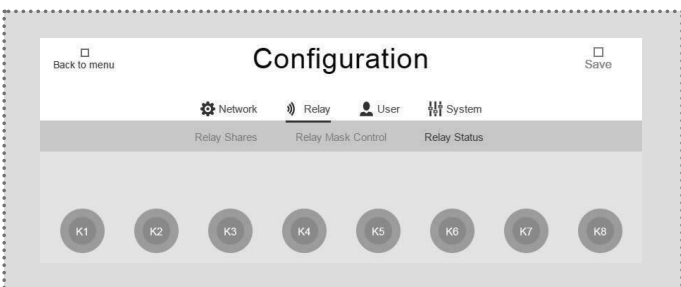 Configuration
Back to menu
Save
Network Relay User System
Relay Shares Relay Mask Control Relay Status
K1 K2 K3 K4 K5 K6 K7 K8